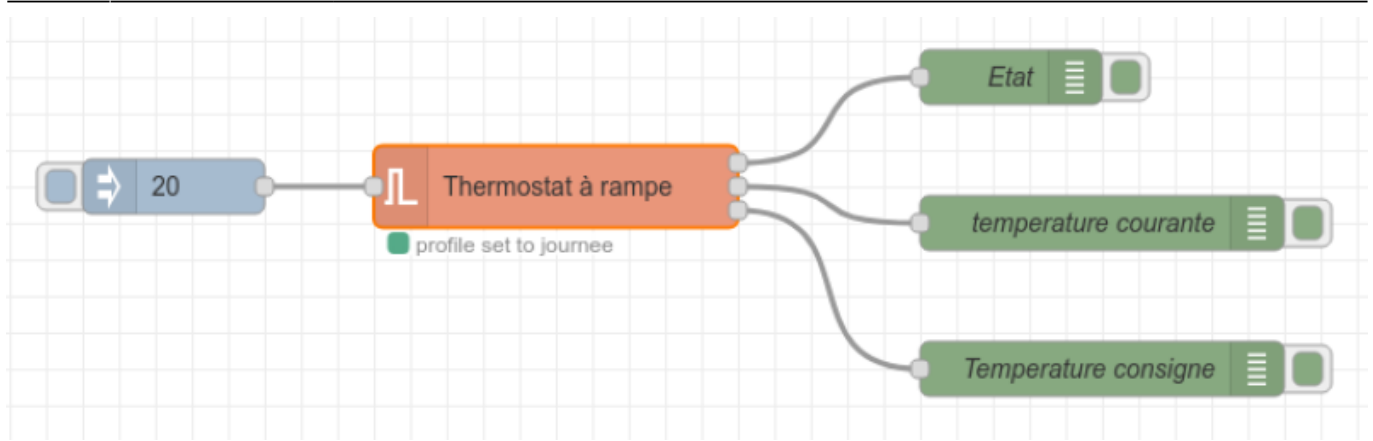 Etat
20
Thermostat à rampe
temperature courante
profile set to journee
Temperature consigne